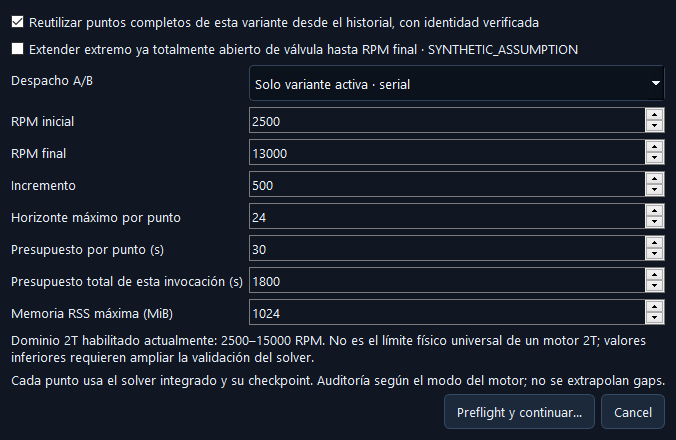 Reutilizar puntos completos de esta variante desde el historial, con identidad verificada
Extender extremo ya totalmente abierto de válvula hasta RPM final · SYNTHETIC_ASSUMPTION
Despacho A/B
Solo variante activa · serial
RPM inicial
2500
RPM final
13000
Incremento
500
Horizonte máximo por punto
24
Presupuesto por punto (s)
30
Presupuesto total de esta invocación (s)
1800
Memoria RSS máxima (MiB)
1024
Dominio 2T habilitado actualmente: 2500–15000 RPM. No es el límite físico universal de un motor 2T; valores
inferiores requieren ampliar la validación del solver.
Cada punto usa el solver integrado y su checkpoint. Auditoría según el modo del motor; no se extrapolan gaps.
Preflight y continuar...
Cancel